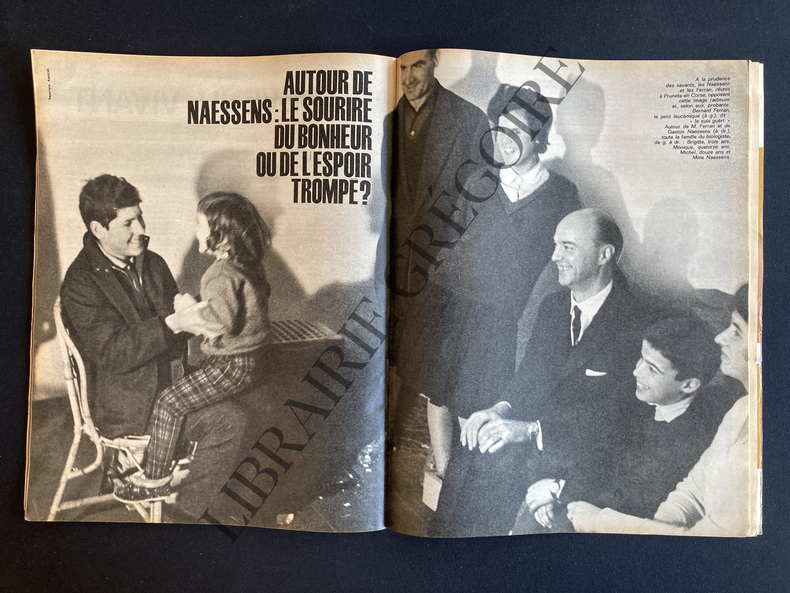 AUTOUR DE
NAESSENS : LE SOURIRE
DU BONHEUR
OU DE L'ESPOIR
TROMPE?
A la prudence
des savants, les Naessens
et les Ferran, réunis
à Prunete en Corse, opposent
cette image radieuse
et, selon eux, probante.
Bernard Ferran,
le petit leucémique (à g.), dit :
« Je suis guéri. »
Autour de M. Ferran et de
Gaston Naessens (à dr.),
toute la famille du biologiste,
de g. à dr. : Brigitte, trois ans,
Monique, quatorze ans,
Michel, douze ans et
Mme Naessens.
LIBRAIRIE GRÉGOIRE